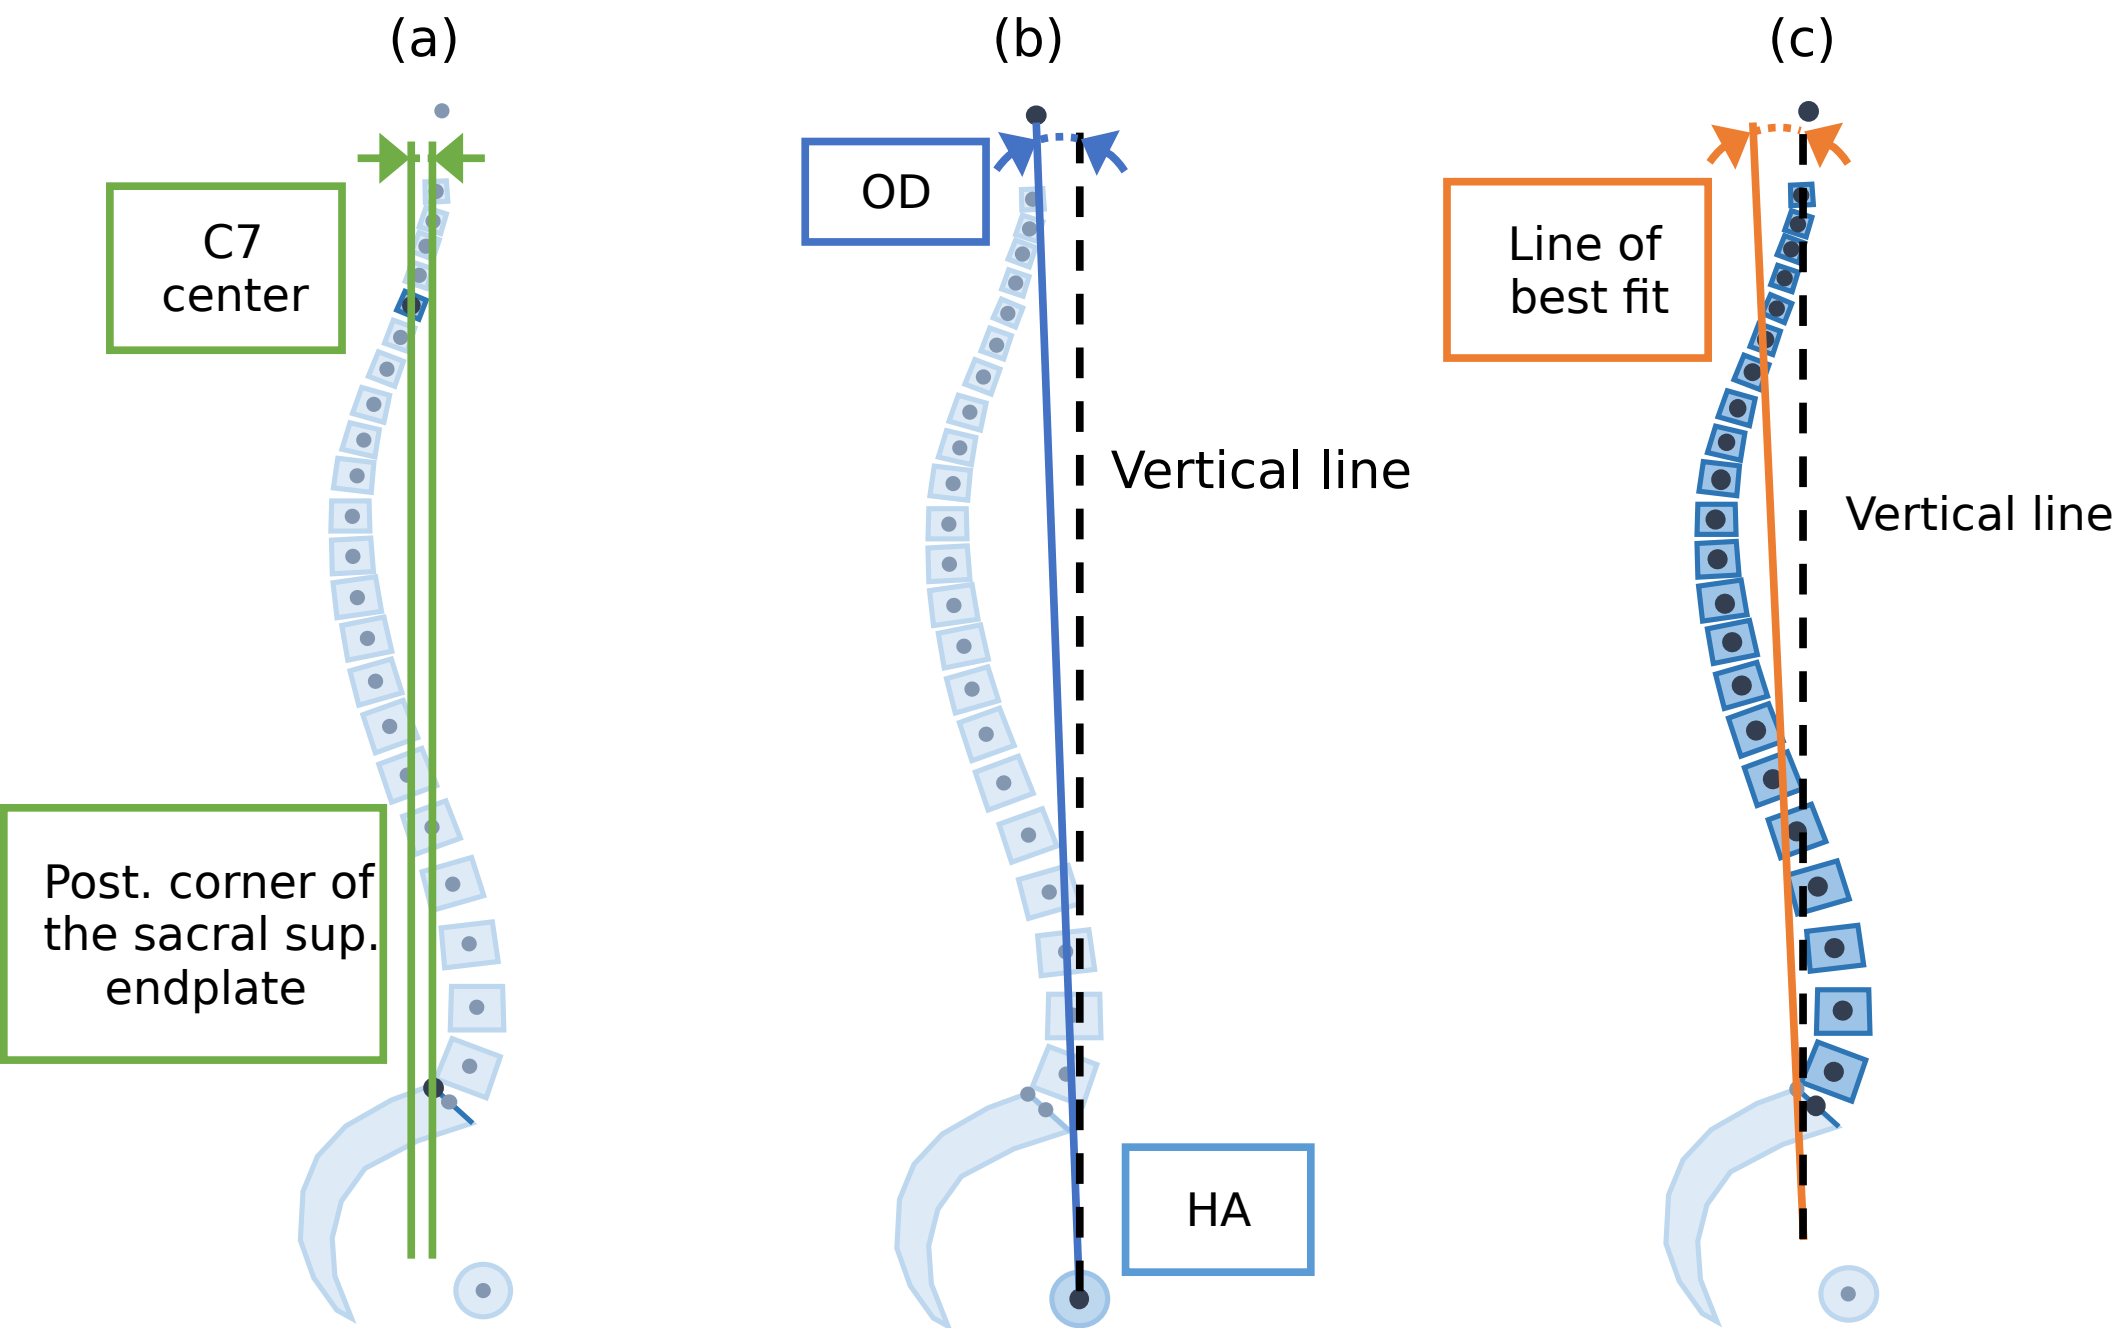 (a)
(b)
(c)
C7
center
OD
Line of
best fit
Vertical line
Vertical line
Post. corner of
the sacral sup.
endplate
HA